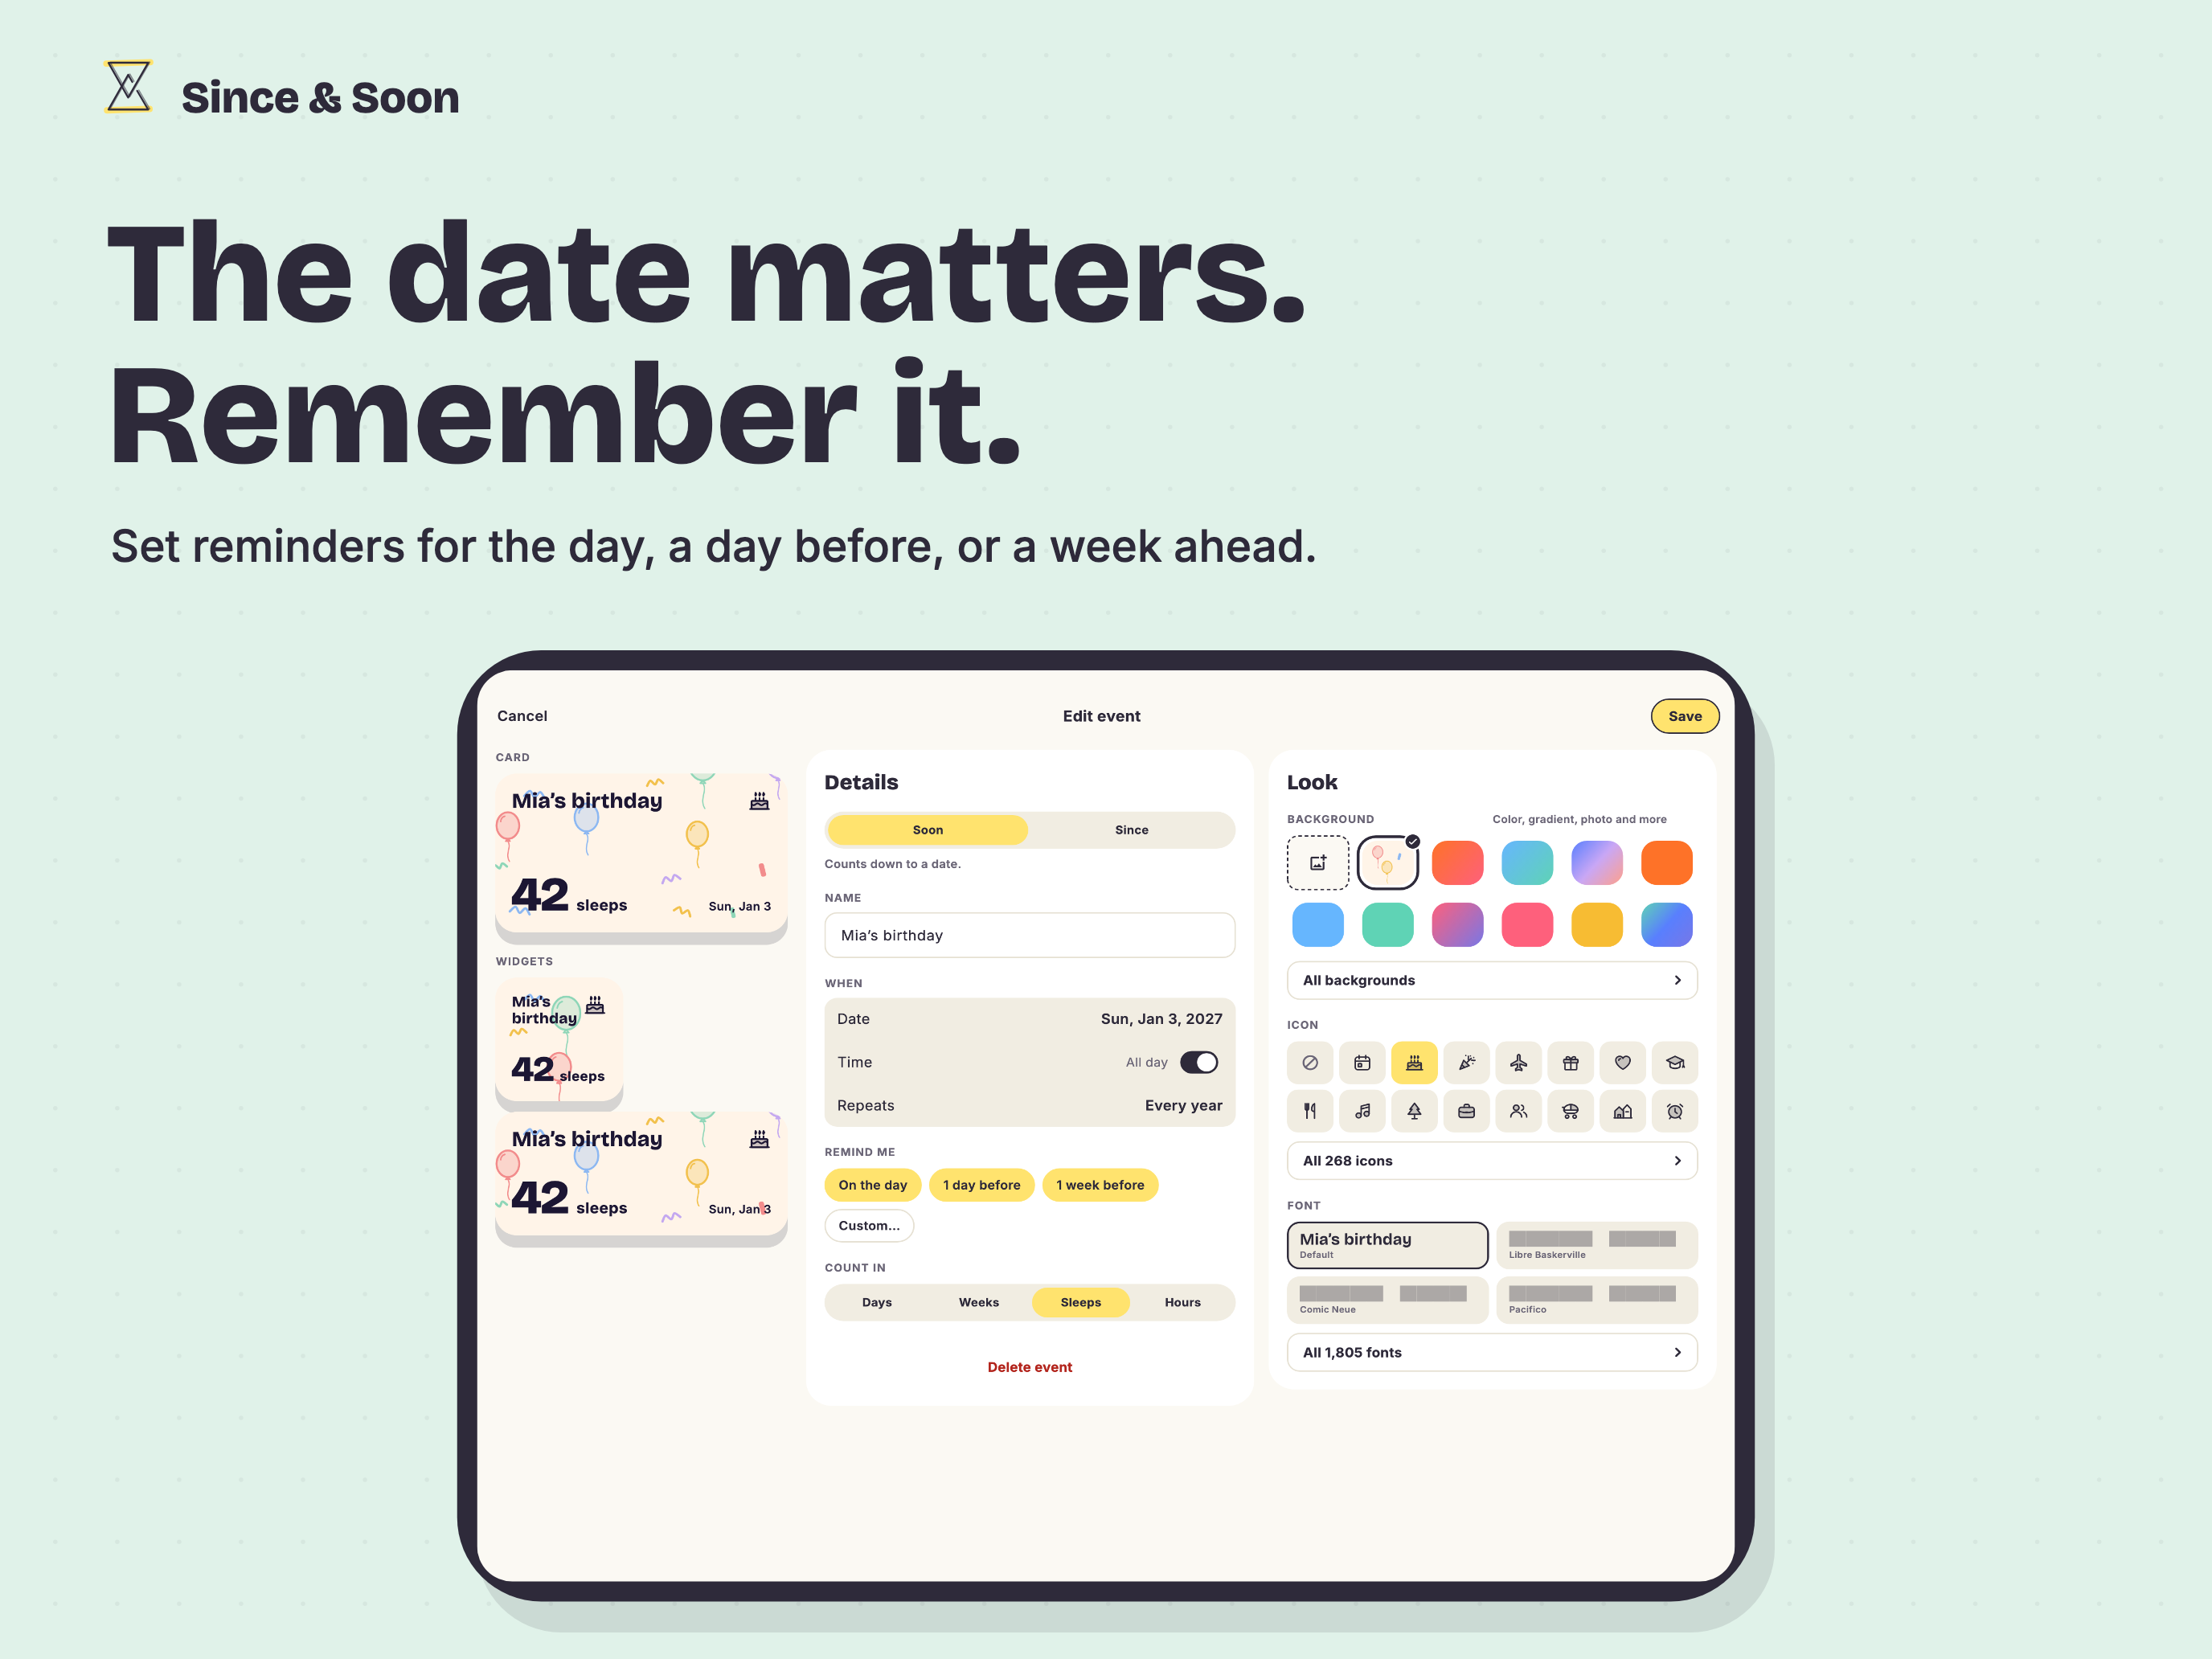 Since & Soon
The date matters.
Remember it.
Set reminders for the day, a day before, or a week ahead.
Cancel
Edit event
Save
CARD
Mia's birthday
42 sleeps
Sun, Jan 3
WIDGETS
Mia's
birthday
42 sleeps
Mia's birthday
42 sleeps
Sun, Jan 3
Details
Soon
Since
Counts down to a date.
NAME
Mia's birthday
WHEN
Date
Sun, Jan 3, 2027
Time
All day
Repeats
Every year
REMIND ME
On the day
1 day before
1 week before
Custom...
COUNT IN
Days
Weeks
Sleeps
Hours
Delete event
Look
BACKGROUND
Color, gradient, photo and more
All backgrounds
ICON
All 268 icons
FONT
Mia's birthday
Default
Libre Baskerville
Comic Neue
Pacifico
All 1,805 fonts